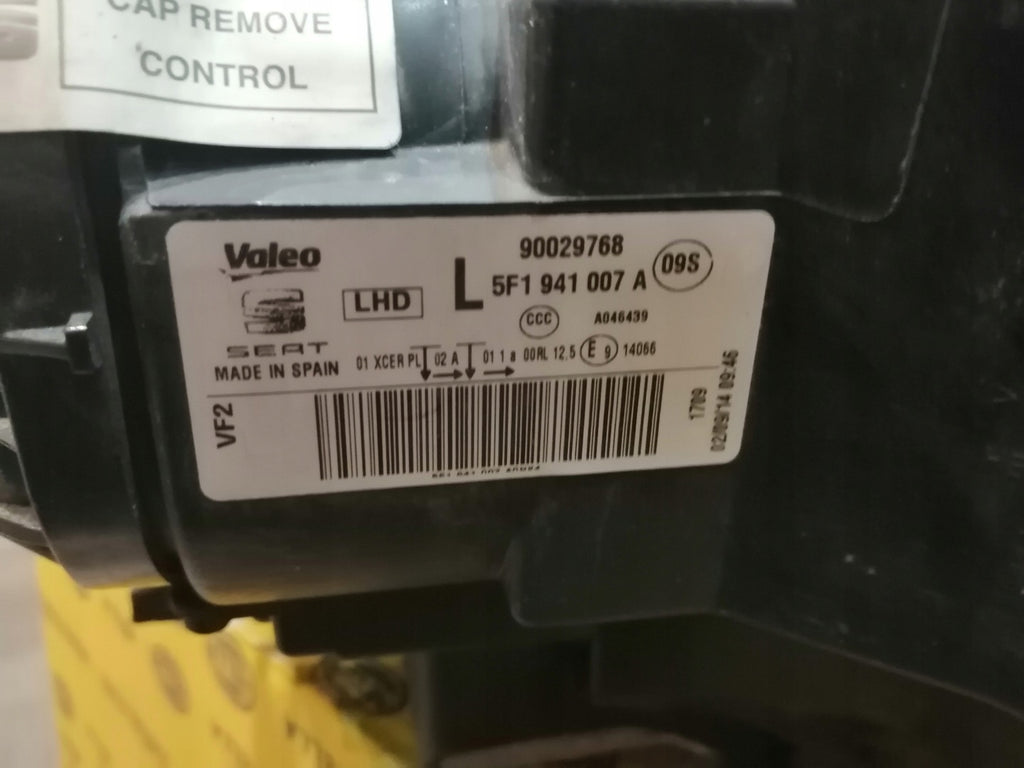 CAP REMOVE
CONTROL
Valeo
SEAT
MADE IN SPAIN
LHD
L
90029768
5F1 941 007 A
09S
CCC
A046439
01 XCER PL 02 A 01 1 a 00RL 12.5 E 9 14066
VF2
1709
02/09/14 09:46